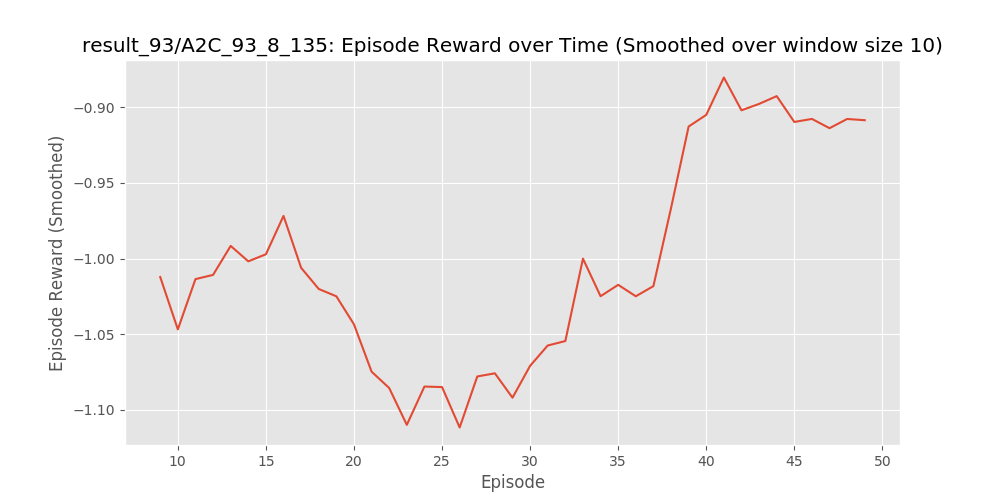 result_93/A2C_93_8_135: Episode Reward over Time (Smoothed over window size 10)
Episode Reward (Smoothed)
−0.90
−0.95
−1.00
−1.05
−1.10
10 15 20 25 30 35 40 45 50
Episode